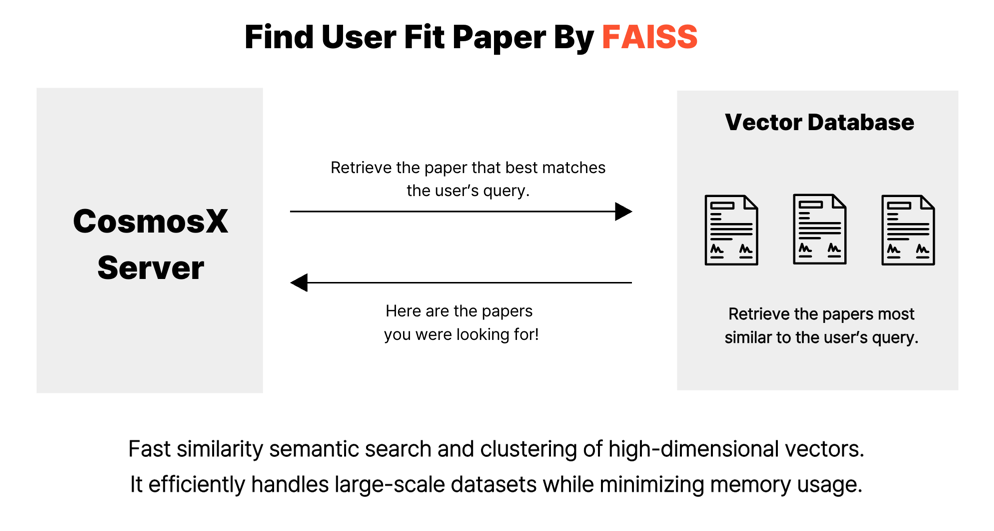 Find User Fit Paper By FAISS
CosmosX
Server
Retrieve the paper that best matches
the user's query.
Here are the papers
you were looking for!
Vector Database
Retrieve the papers most
similar to the user's query.
Fast similarity semantic search and clustering of high-dimensional vectors.
It efficiently handles large-scale datasets while minimizing memory usage.